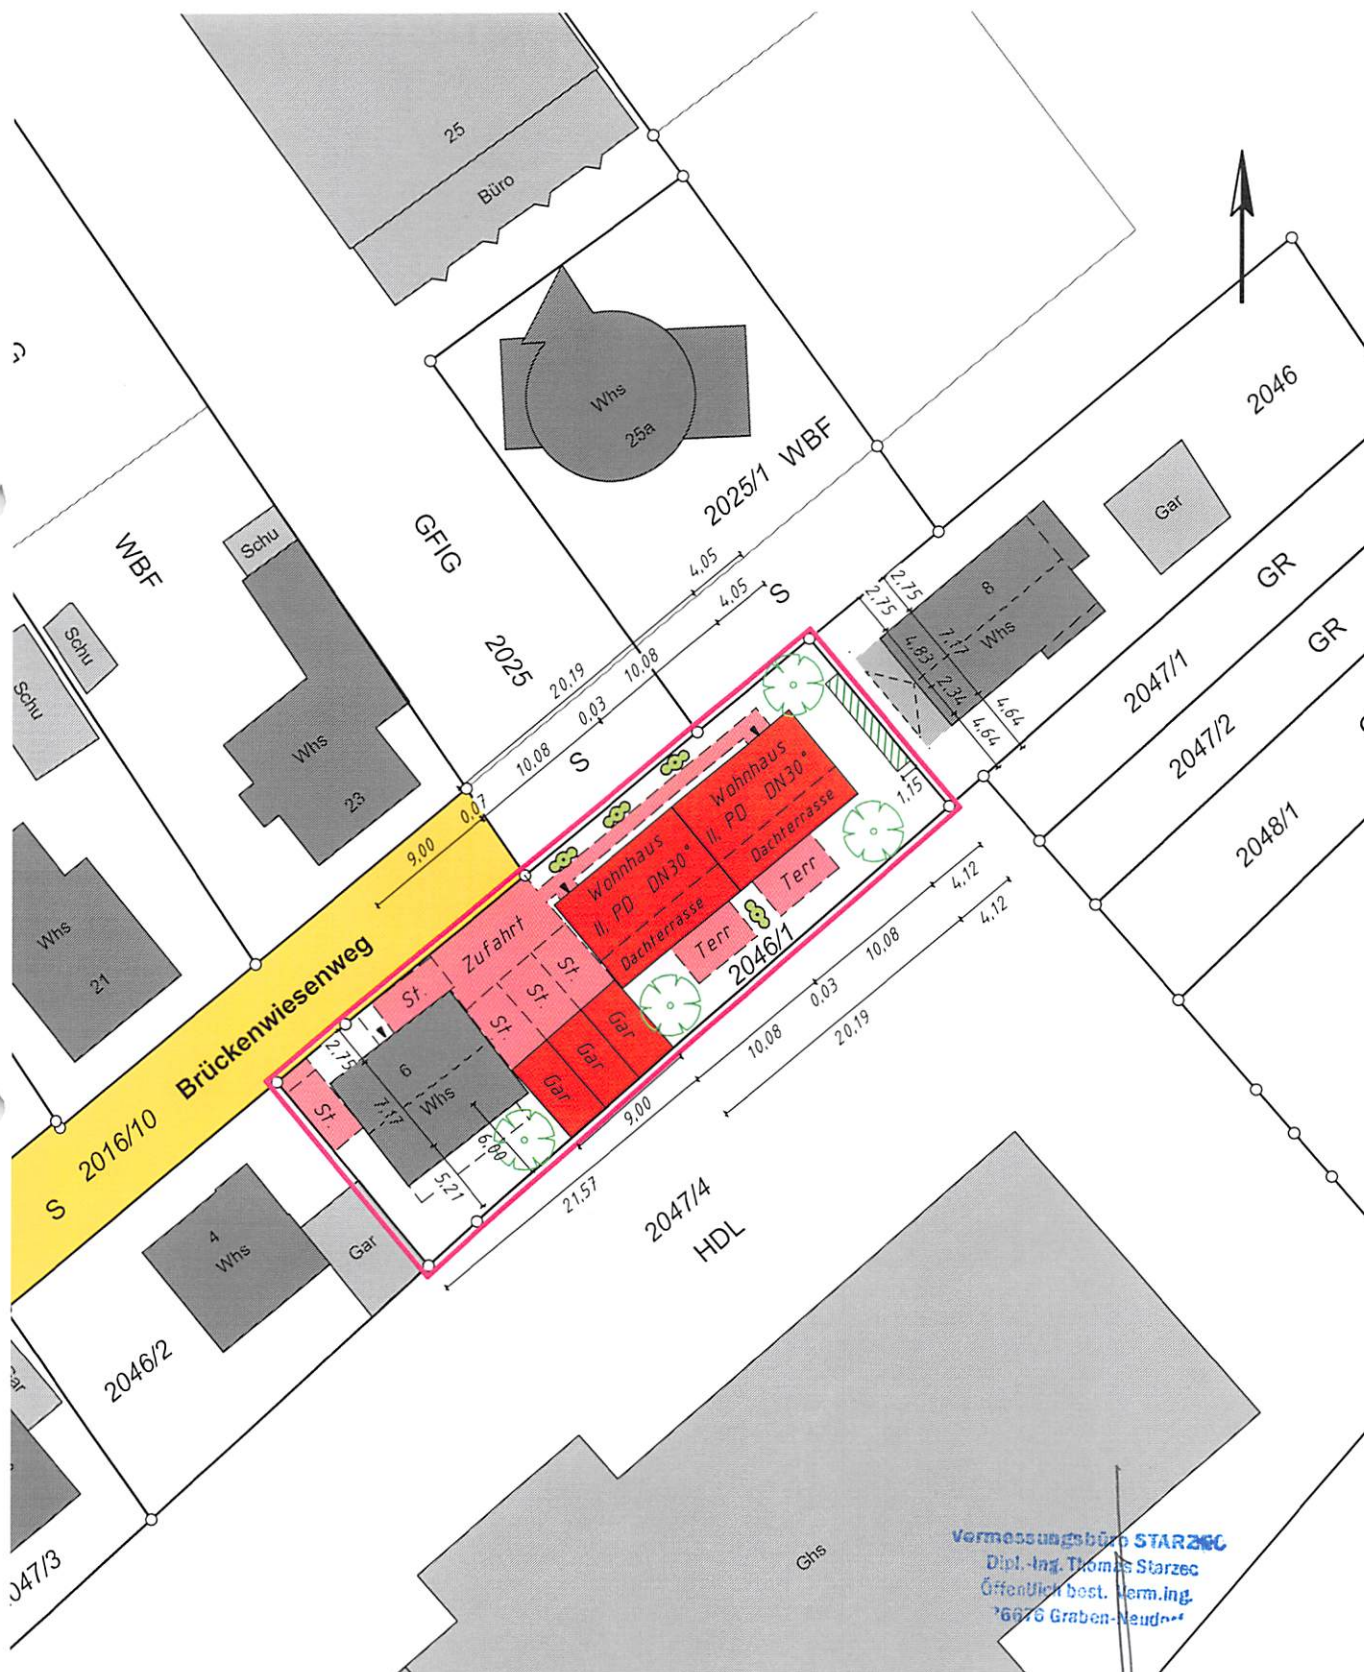 25
Büro
Whs
25a
2046
Gar
2025/1 WBF
GFlG
2025
WBF
Schu
Schu
Schu
Whs
23
Whs
21
S
S
8
Whs
GR
GR
2047/1
2047/2
2048/1
4,05
4,05
20,19
10,08
0,03
10,08
0,07
9,00
2,75
2,75
7,17
4,83
2,34
4,64
4,64
1,15
Wohnhaus
II. PD DN30°
Dachterrasse
Wohnhaus
II. PD DN30°
Dachterrasse
Terr
Terr
2046/1
Zufahrt
St.
St.
St.
St.
St.
Gar
Gar
Gar
6
Whs
2,75
7,17
6,00
5,21
4,12
4,12
10,08
0,03
10,08
20,19
9,00
21,57
S 2016/10 Brückenwiesenweg
4
Whs
Gar
2046/2
2047/4
HDL
Ghs
047/3
Vermessungsbüro STARZEC
Dipl.-Ing. Thomas Starzec
Öffentlich best. Verm.Ing.
76676 Graben-Neudorf